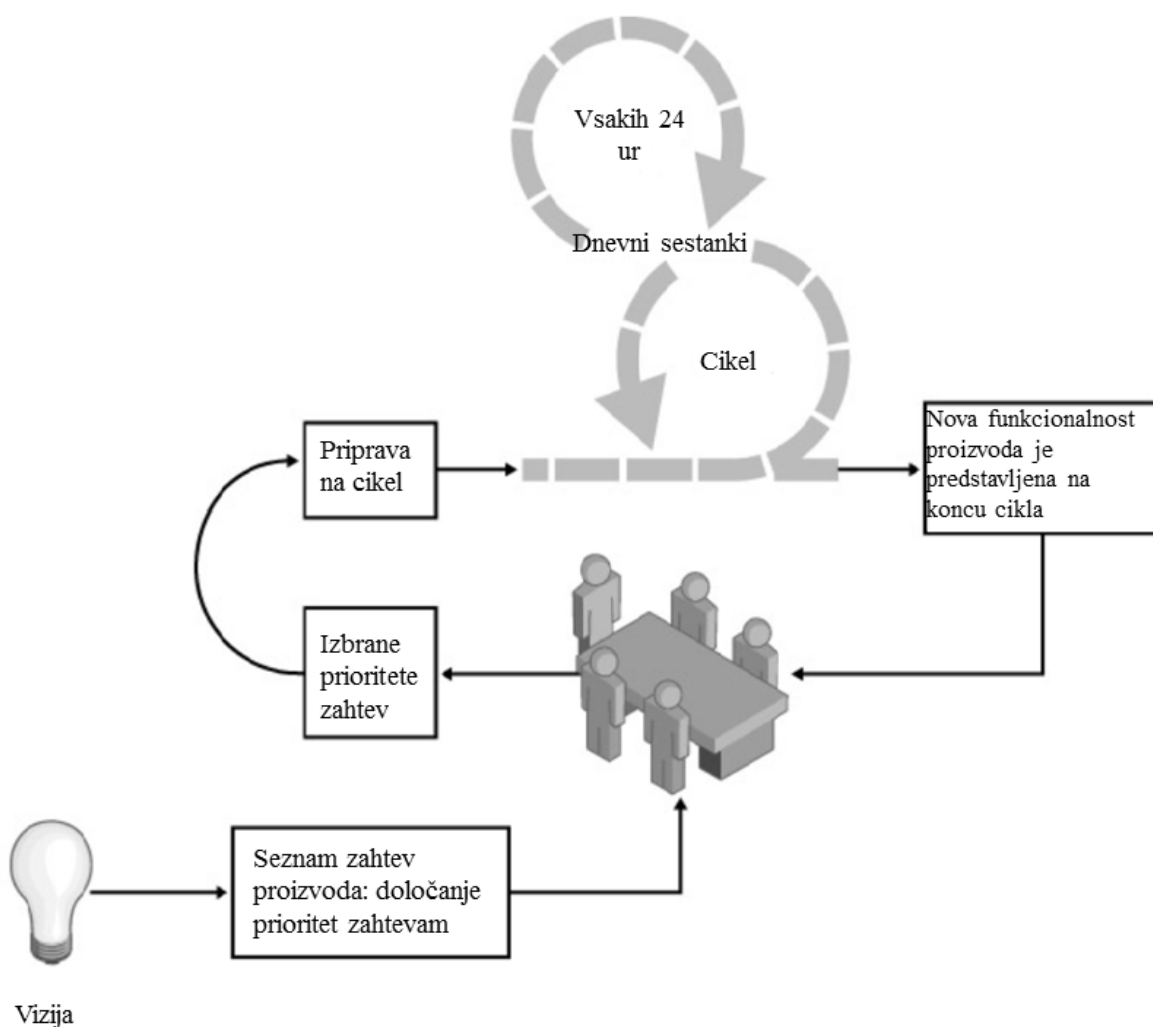 Vsakih 24
ur
Dnevni sestanki
Cikel
Priprava
na cikel
Nova funkcionalnost
proizvoda je
predstavljena na
koncu cikla
Izbrane
prioritete
zahtev
Seznam zahtev
proizvoda: določanje
prioritet zahtevam
Vizija